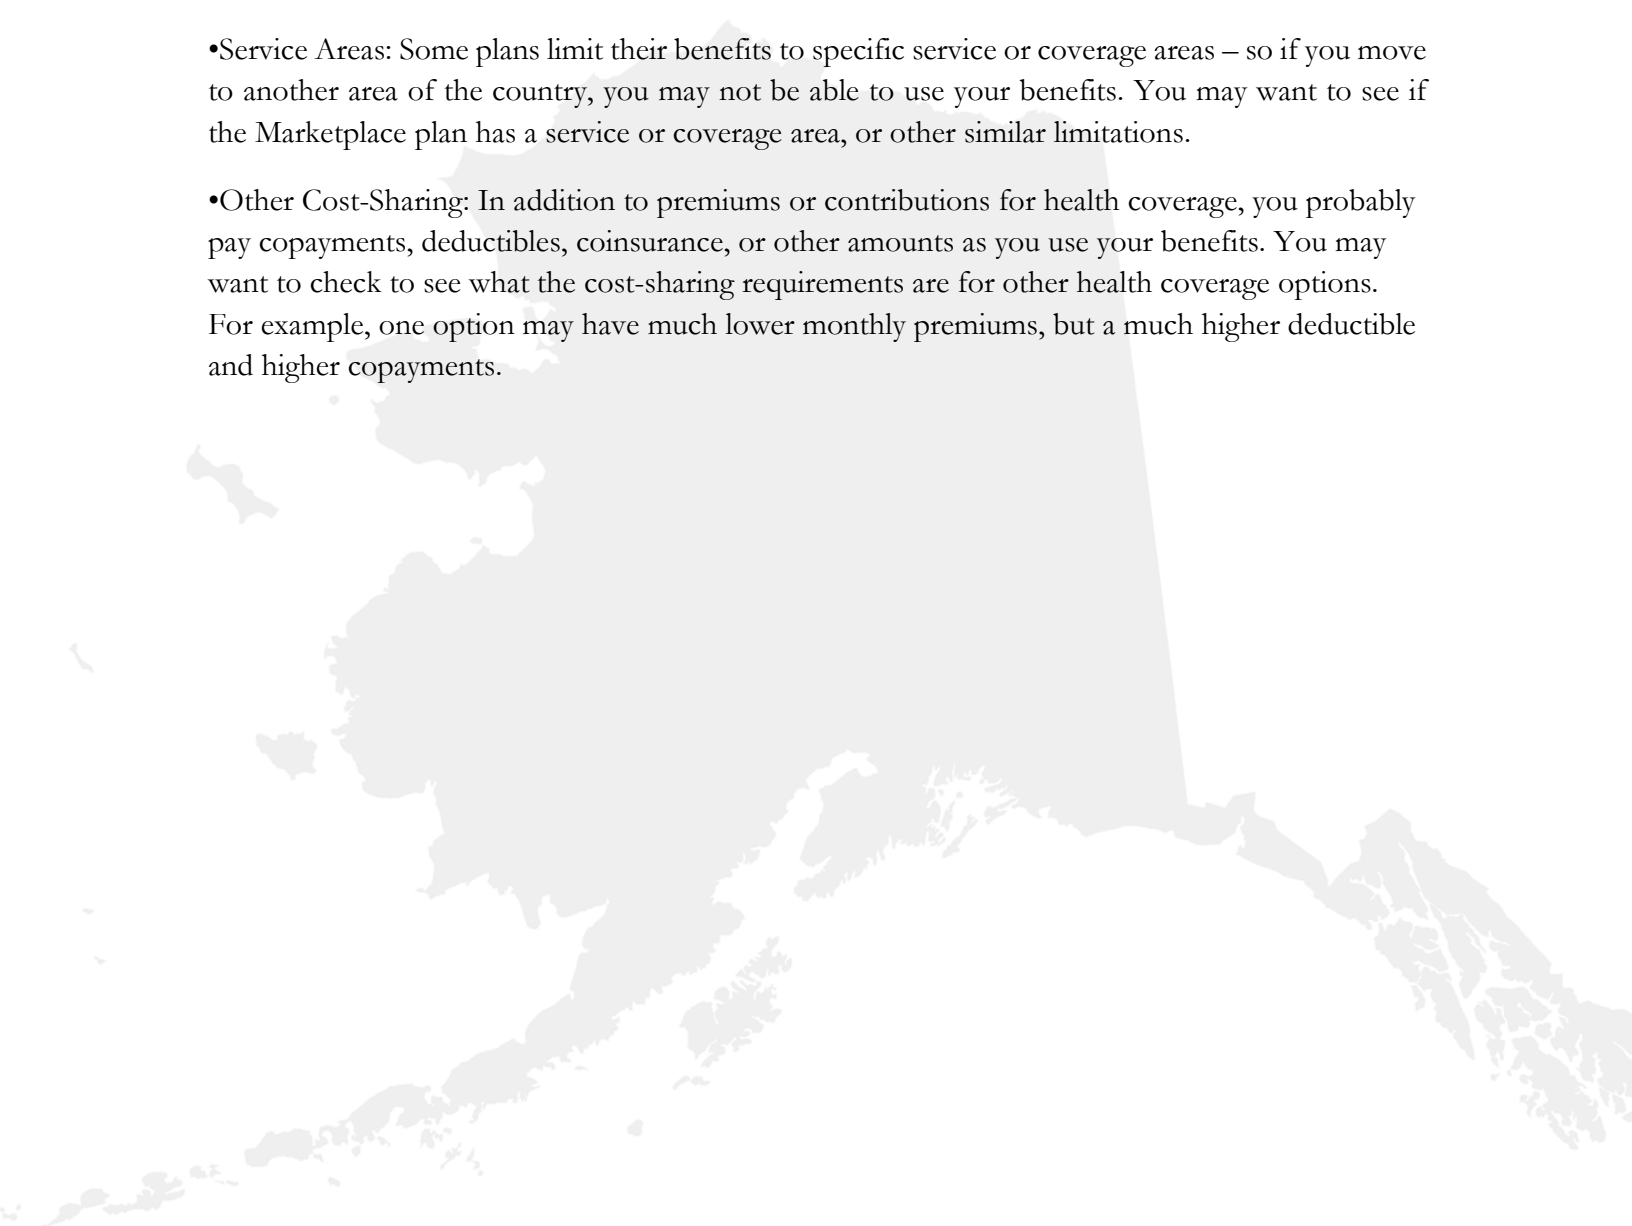 •Service Areas: Some plans limit their benefits to specific service or coverage areas – so if you move
to another area of the country, you may not be able to use your benefits. You may want to see if
the Marketplace plan has a service or coverage area, or other similar limitations.
•Other Cost-Sharing: In addition to premiums or contributions for health coverage, you probably
pay copayments, deductibles, coinsurance, or other amounts as you use your benefits. You may
want to check to see what the cost-sharing requirements are for other health coverage options.
For example, one option may have much lower monthly premiums, but a much higher deductible
and higher copayments.